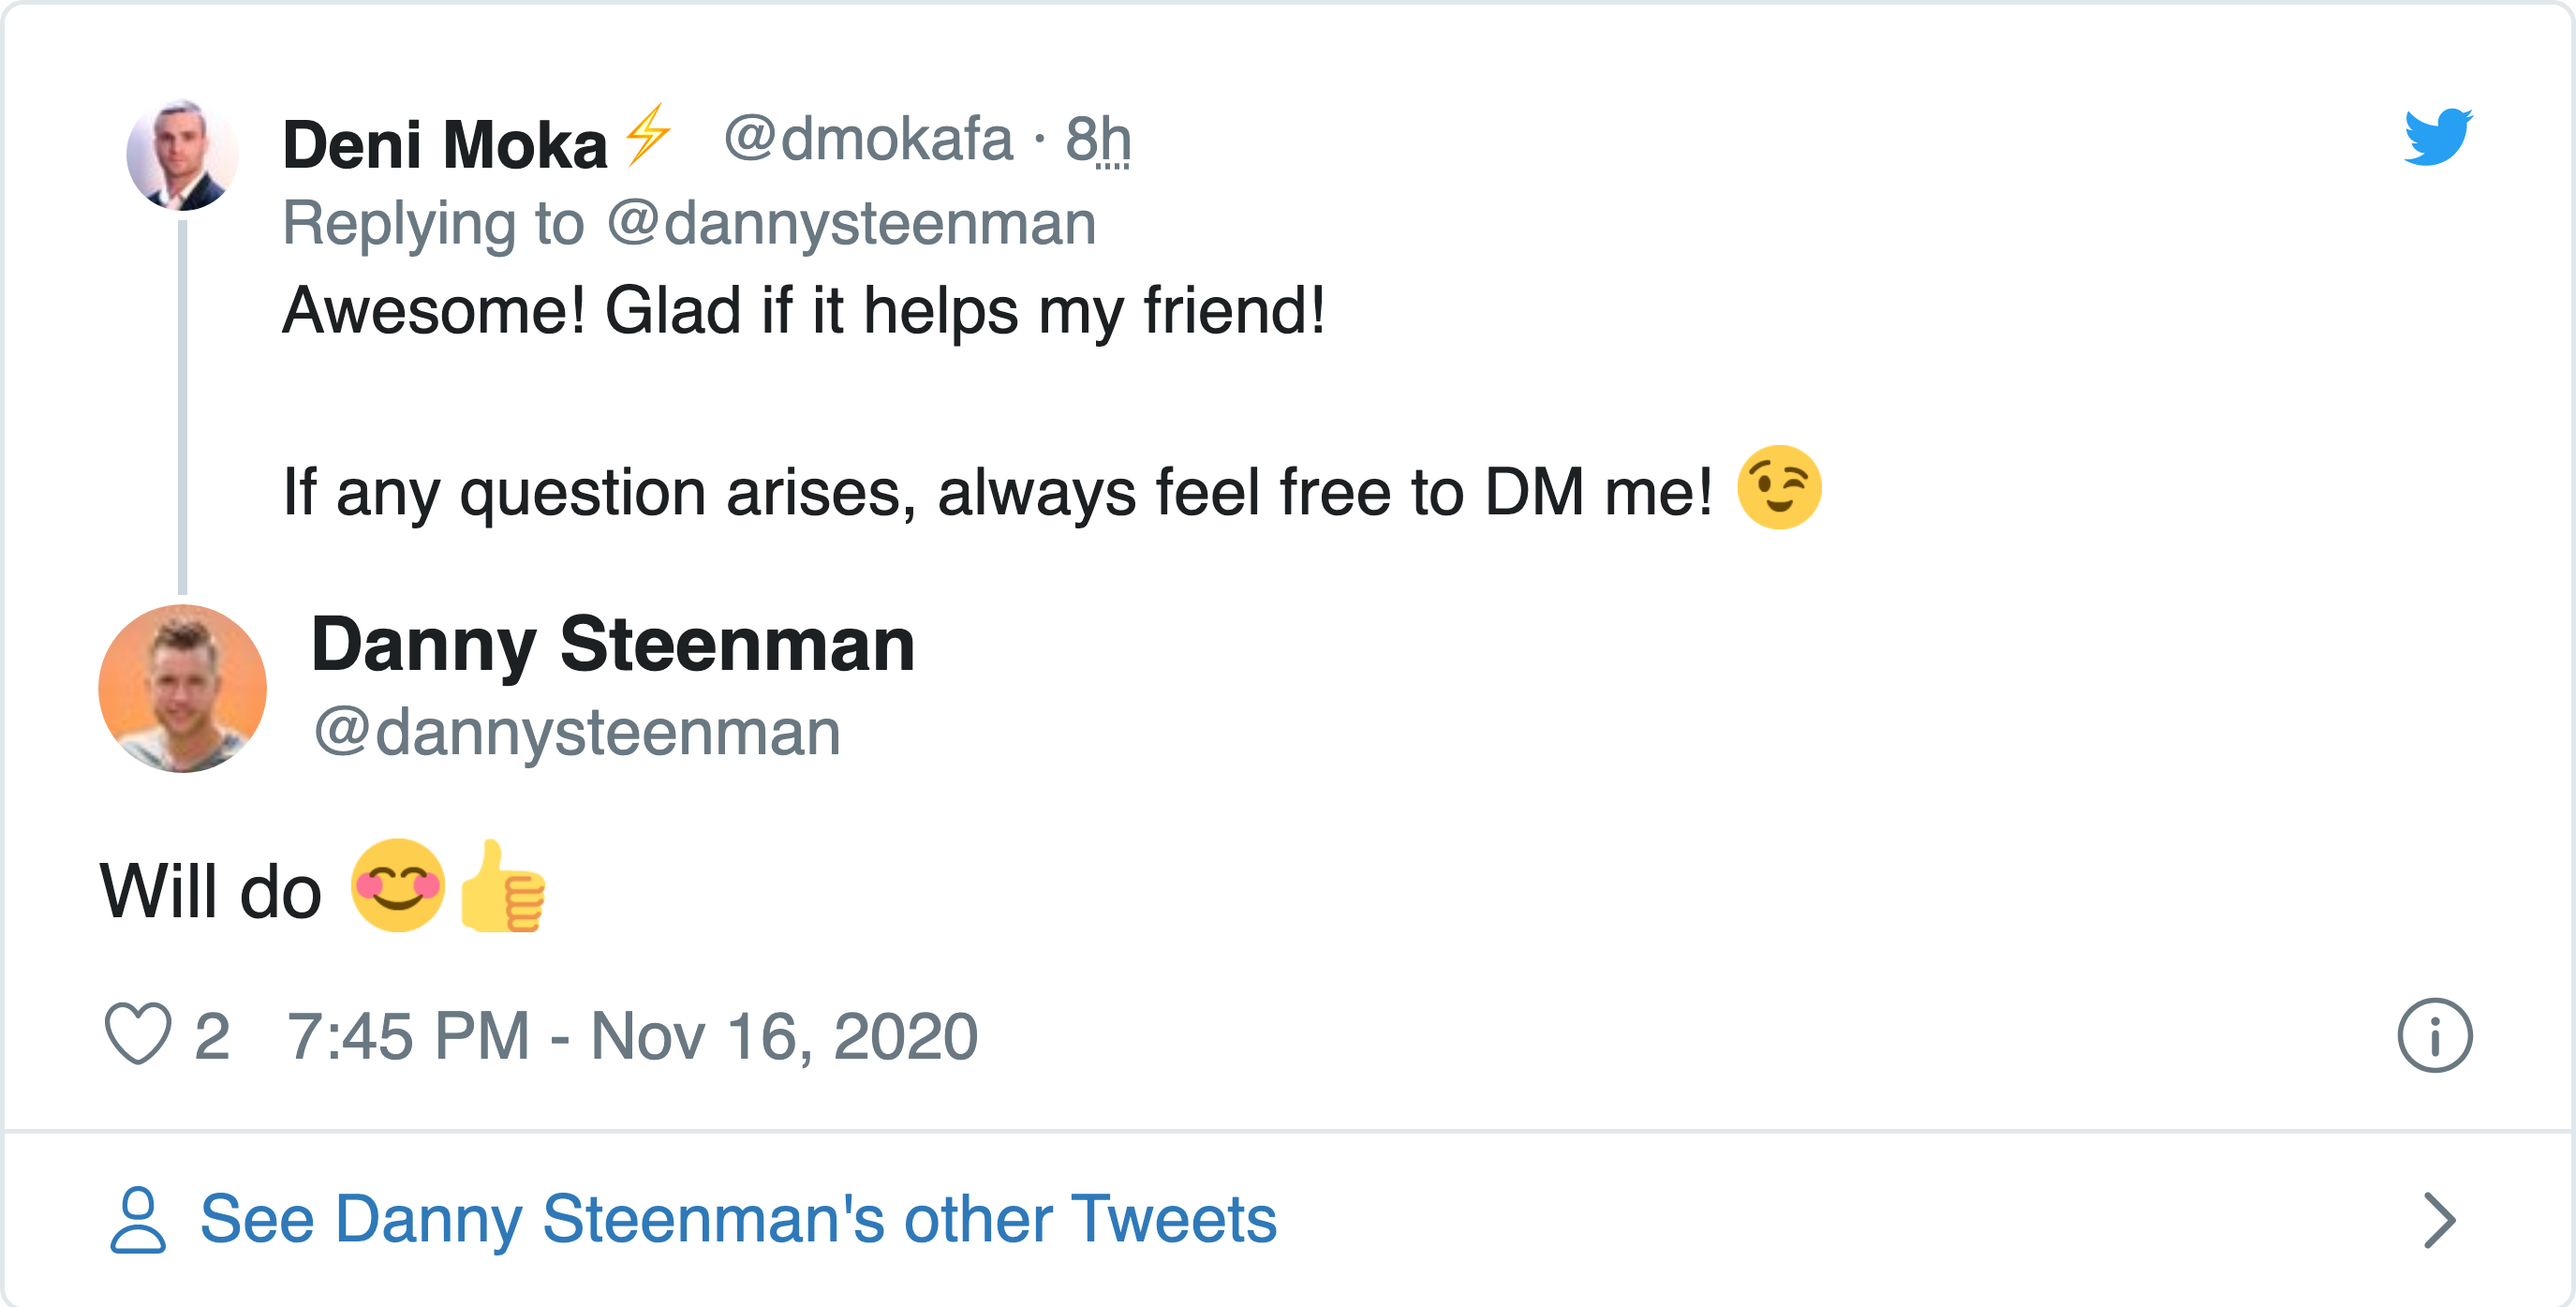 Deni Moka⚡ @dmokafa · 8h
Replying to @dannysteenman
Awesome! Glad if it helps my friend!
If any question arises, always feel free to DM me! 😉
Danny Steenman
@dannysteenman
Will do 😊👍
2 7:45 PM - Nov 16, 2020
See Danny Steenman's other Tweets